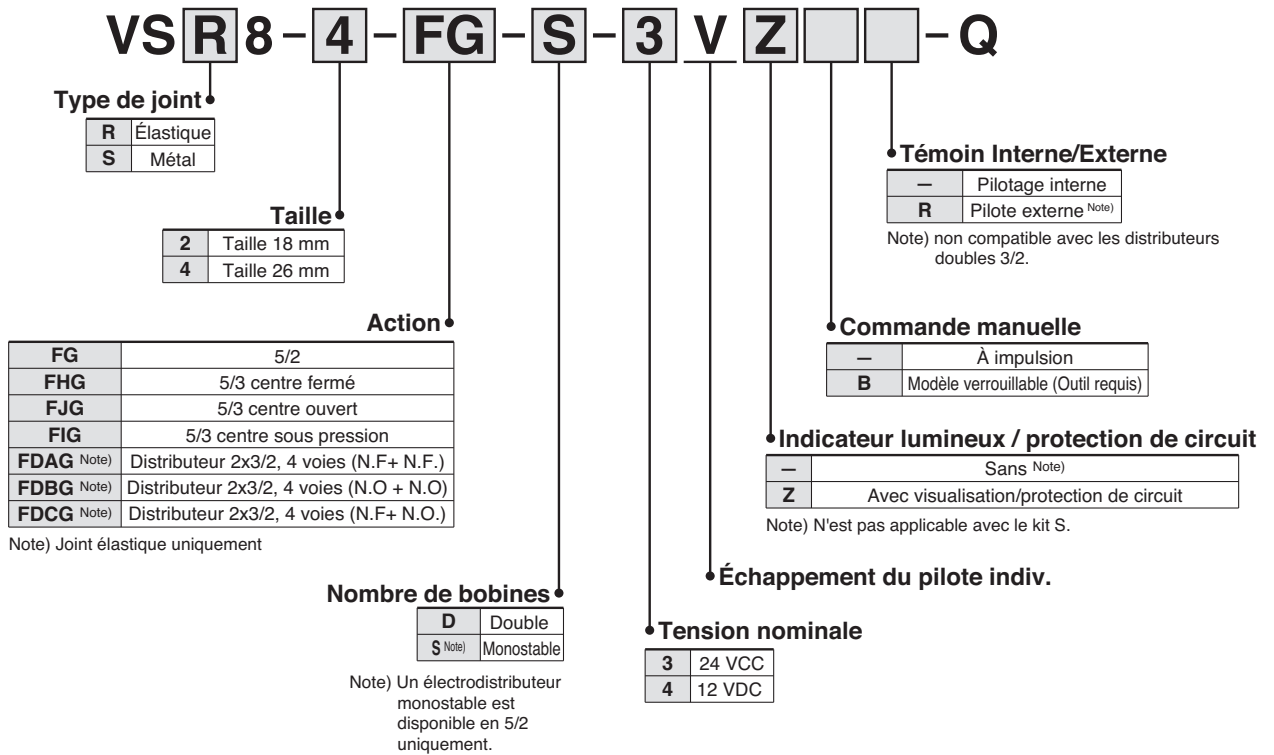 VS R 8 – 4 – FG – S – 3 V Z – Q
Type de joint
R Élastique
S Métal
Taille
2 Taille 18 mm
4 Taille 26 mm
Action
FG 5/2
FHG 5/3 centre fermé
FJG 5/3 centre ouvert
FIG 5/3 centre sous pression
FDAG Note) Distributeur 2x3/2, 4 voies (N.F+ N.F.)
FDBG Note) Distributeur 2x3/2, 4 voies (N.O + N.O)
FDCG Note) Distributeur 2x3/2, 4 voies (N.F+ N.O.)
Note) Joint élastique uniquement
Nombre de bobines
D Double
S Note) Monostable
Note) Un électrodistributeur
monostable est
disponible en 5/2
uniquement.
Tension nominale
3 24 VCC
4 12 VDC
Échappement du pilote indiv.
Indicateur lumineux / protection de circuit
— Sans Note)
Z Avec visualisation/protection de circuit
Note) N'est pas applicable avec le kit S.
Commande manuelle
— À impulsion
B Modèle verrouillable (Outil requis)
Témoin Interne/Externe
— Pilotage interne
R Pilote externe Note)
Note) non compatible avec les distributeurs
doubles 3/2.